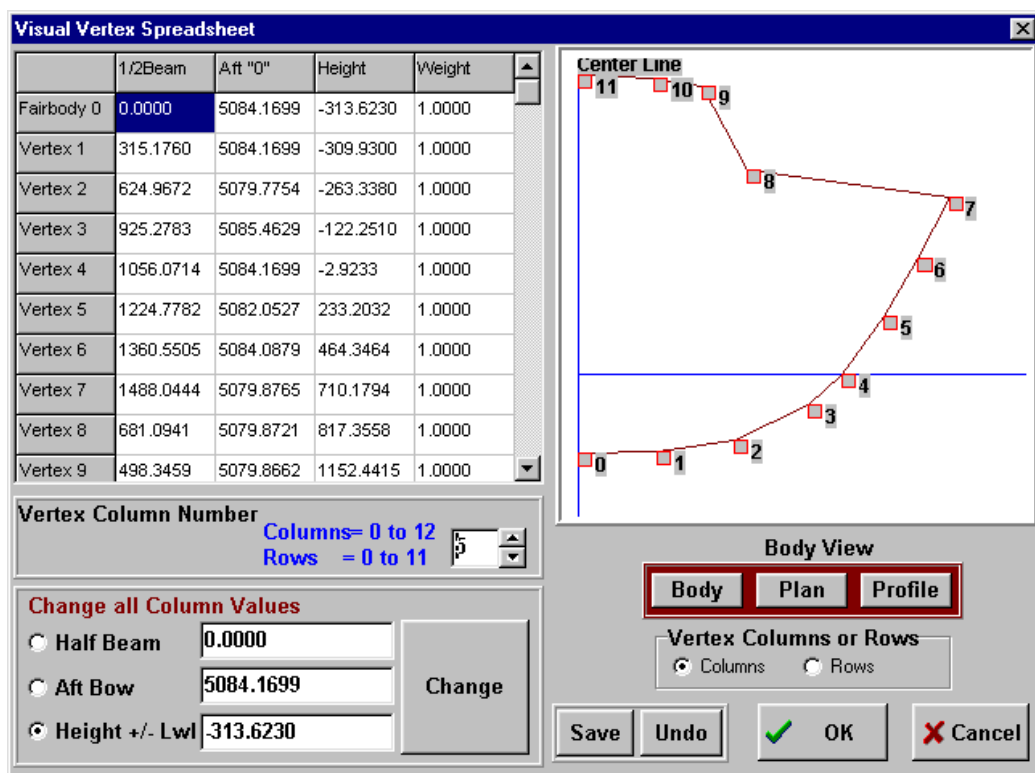 Visual Vertex Spreadsheet
1/2Beam Aft "0" Height Weight
Fairbody 0 0.0000 5084.1699 -313.6230 1.0000
Vertex 1 315.1760 5084.1699 -309.9300 1.0000
Vertex 2 624.9672 5079.7754 -263.3380 1.0000
Vertex 3 925.2783 5085.4629 -122.2510 1.0000
Vertex 4 1056.0714 5084.1699 -2.9233 1.0000
Vertex 5 1224.7782 5082.0527 233.2032 1.0000
Vertex 6 1360.5505 5084.0879 464.3464 1.0000
Vertex 7 1488.0444 5079.8765 710.1794 1.0000
Vertex 8 681.0941 5079.8721 817.3558 1.0000
Vertex 9 498.3459 5079.8662 1152.4415 1.0000
Center Line
11 10 9
8
7
6
5
4
3
2
1
0
Vertex Column Number
Columns= 0 to 12
Rows = 0 to 11
5
Change all Column Values
Half Beam 0.0000
Aft Bow 5084.1699
Height +/- Lwl -313.6230
Change
Body View
Body Plan Profile
Vertex Columns or Rows
Columns Rows
Save Undo OK Cancel